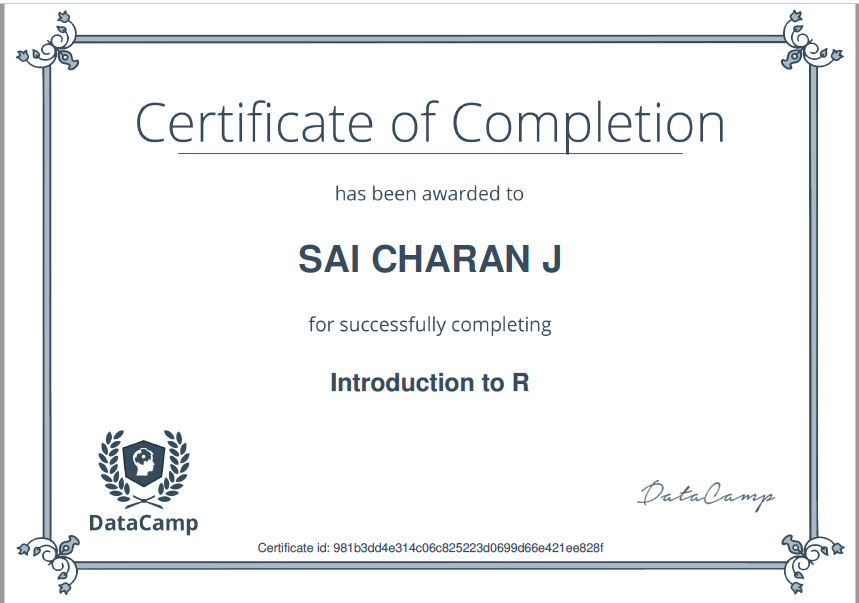 Certificate of Completion
has been awarded to
SAI CHARAN J
for successfully completing
Introduction to R
DataCamp
DataCamp
Certificate id: 981b3dd4e314c06c825223d0699d66e421ee828f